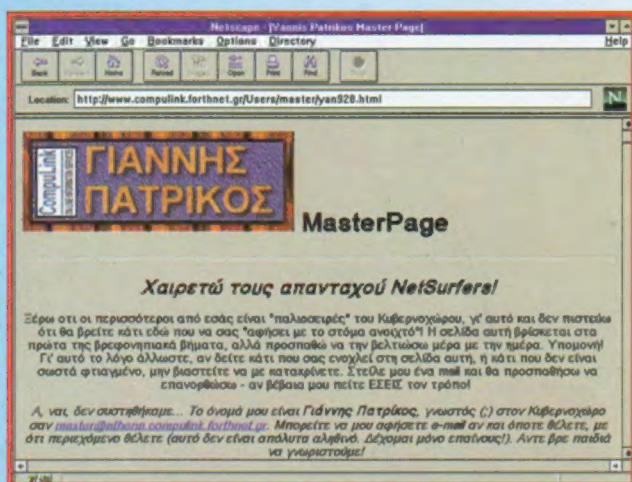 Netscape - [Yannis Patrikos Master Page]
File Edit View Go Bookmarks Options Directory Help
Back Home Reload Open Print Find
Location: http://www.compulink.forthnet.gr/Users/master/yan928.html
N
CompuLink
ΓΙΑΝΝΗΣ
ΠΑΤΡΙΚΟΣ
MasterPage
Χαιρετώ τους απανταχού NetSurfers!
Ξέρω οτι οι περισσότεροι από εσάς είναι "παλιοσειρές" του Κυβερνοχώρου, γι' αυτό και δεν πιστεύω
ότι θα βρείτε κάτι εδώ που να σας "αφήσει με το στόμα ανοιχτό"! Η σελίδα αυτή βρίσκεται στα
πρώτα της βρεφονηπιακά βήματα, αλλά προσπαθώ να την βελτιώσω μέρα με την ημέρα. Υπομονή!
Γι' αυτό το λόγο άλλωστε, αν δείτε κάτι που σας ενοχλεί στη σελίδα αυτή, ή κάτι που δεν είναι
σωστά φτιαγμένο, μην βιαστείτε να με κατακρίνετε. Στείλε μου ένα mail και θα προσπαθήσω να
επανορθώσω - αν βέβαια μου πείτε ΕΣΕΙΣ τον τρόπο!
Α, ναι, δεν συστηθήκαμε... Το όνομά μου είναι Γιάννης Πατρίκος, γνωστός (;) στον Κυβερνοχώρο
σαν master@athena.compulink.forthnet.gr. Μπορείτε να μου αφήσετε e-mail αν και όποτε θέλετε, με
ότι περιεχόμενο θέλετε (αυτό δεν είναι απόλυτα αληθινό. Δέχομαι μόνο επαίνους!). Αντε βρε παιδιά
να γνωριστούμε!